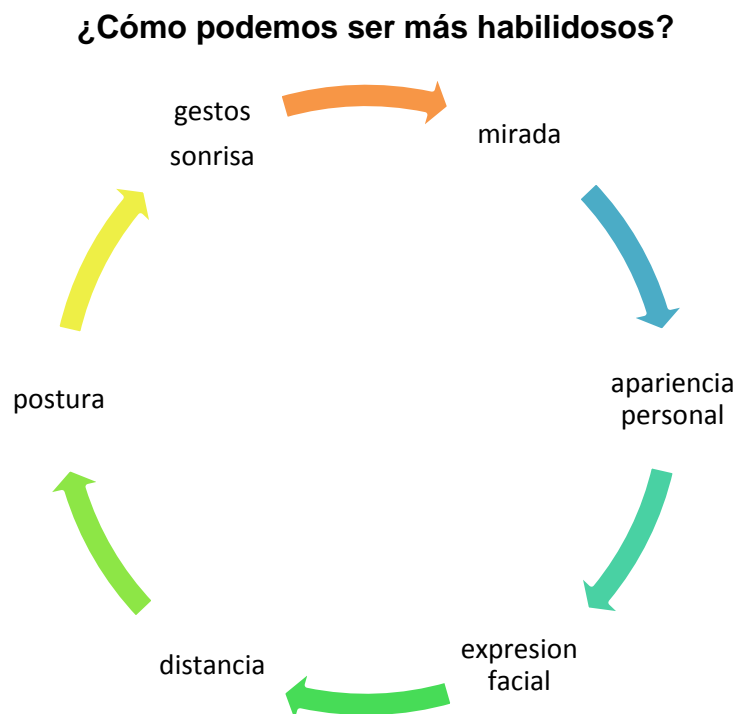 ¿Cómo podemos ser más habilidosos?
gestos
sonrisa
mirada
apariencia
personal
expresion
facial
distancia
postura